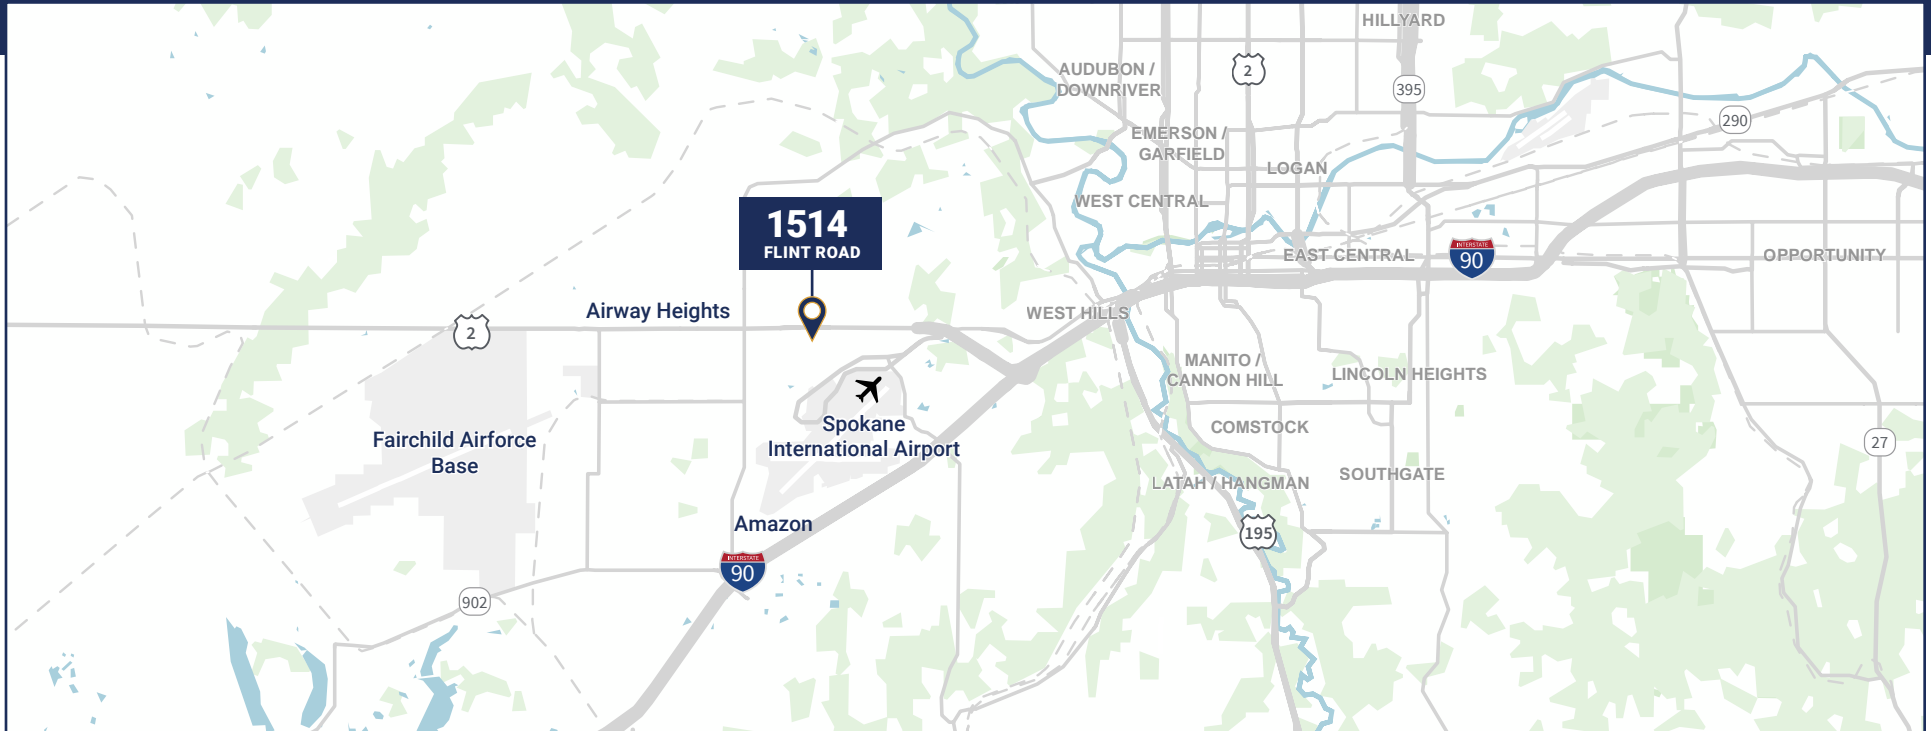 HILLYARD
AUDUBON /
DOWNRIVER
2
395
290
EMERSON /
GARFIELD
LOGAN
WEST CENTRAL
1514
FLINT ROAD
EAST CENTRAL
INTERSTATE
90
OPPORTUNITY
Airway Heights
WEST HILLS
2
MANITO /
CANNON HILL
LINCOLN HEIGHTS
Spokane
International Airport
COMSTOCK
Fairchild Airforce
Base
27
SOUTHGATE
LATAH / HANGMAN
Amazon
195
INTERSTATE
90
902